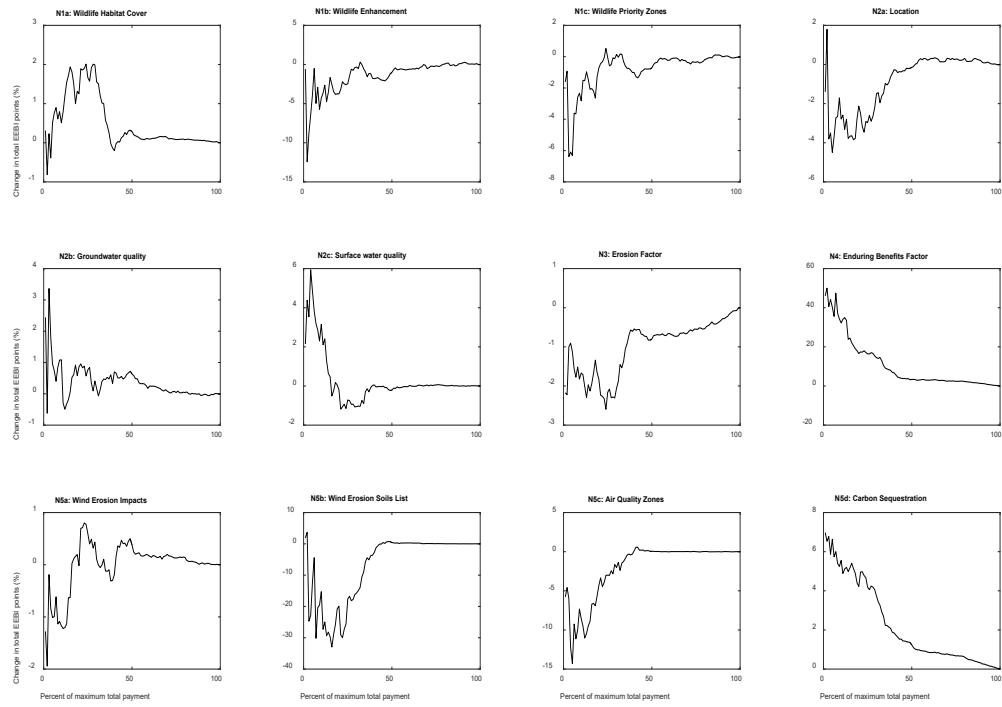 N1a: Wildlife Habitat Cover
N1b: Wildlife Enhancement
N1c: Wildlife Priority Zones
N2a: Location
Change in total EEBI points (%)
3
2
1
0
-1
0 50 100
5
0
-5
-10
-15
0 50 100
2
0
-2
-4
-6
-8
0 50 100
2
0
-2
-4
-6
0 50 100
N2b: Groundwater quality
N2c: Surface water quality
N3: Erosion Factor
N4: Enduring Benefits Factor
Change in total EEBI points (%)
4
3
2
1
0
-1
0 50 100
6
4
2
0
-2
0 50 100
1
0
-1
-2
-3
0 50 100
60
40
20
0
-20
0 50 100
N5a: Wind Erosion Impacts
N5b: Wind Erosion Soils List
N5c: Air Quality Zones
N5d: Carbon Sequestration
Change in total EEBI points (%)
1
0
-1
-2
0 50 100
10
0
-10
-20
-30
-40
0 50 100
5
0
-5
-10
-15
0 50 100
8
6
4
2
0
0 50 100
Percent of maximum total payment
Percent of maximum total payment
Percent of maximum total payment
Percent of maximum total payment